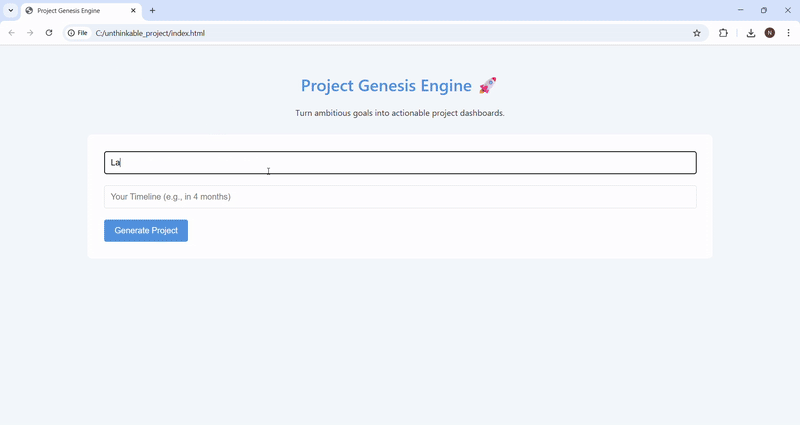 Project Genesis Engine
File
C:/unthinkable_project/index.html
N
Project Genesis Engine 🚀
Turn ambitious goals into actionable project dashboards.
La
Your Timeline (e.g., in 4 months)
Generate Project